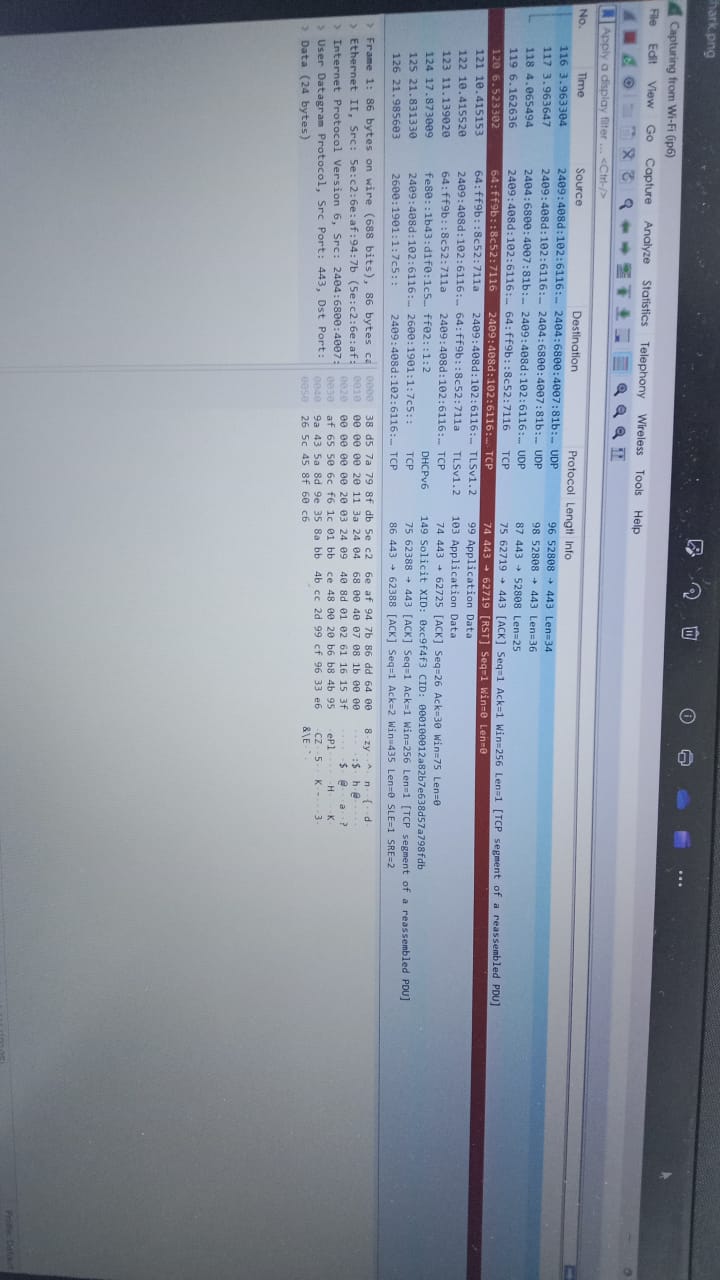 hark.png
Capturing from Wi-Fi (ip6)
File Edit View Go Capture Analyze Statistics Telephony Wireless Tools Help
Apply a display filter ... <Ctrl-/>
No. Time Source Destination Protocol Length Info
116 3.963304 2409:408d:102:6116:… 2404:6800:4007:81b:… UDP 96 52808 → 443 Len=34
117 3.963647 2409:408d:102:6116:… 2404:6800:4007:81b:… UDP 98 52808 → 443 Len=36
118 4.065494 2404:6800:4007:81b:… 2409:408d:102:6116:… UDP 87 443 → 52808 Len=25
119 6.162636 2409:408d:102:6116:… 64:ff9b::8c52:7116 TCP 75 62719 → 443 [ACK] Seq=1 Ack=1 Win=256 Len=1 [TCP segment of a reassembled PDU]
120 6.523302 64:ff9b::8c52:7116 2409:408d:102:6116:… TCP 74 443 → 62719 [RST] Seq=1 Win=0 Len=0
121 10.415153 64:ff9b::8c52:711a 2409:408d:102:6116:… TLSv1.2 99 Application Data
122 10.415520 2409:408d:102:6116:… 64:ff9b::8c52:711a TLSv1.2 103 Application Data
123 11.139020 64:ff9b::8c52:711a 2409:408d:102:6116:… TCP 74 443 → 62725 [ACK] Seq=26 Ack=30 Win=75 Len=0
124 17.873009 fe80::1b43:d1f0:1c5… ff02::1:2 DHCPv6 149 Solicit XID: 0xc9f4f3 CID: 000100012a82b7e638d57a798fdb
125 21.831330 2409:408d:102:6116:… 2600:1901:1:7c5:: TCP 75 62388 → 443 [ACK] Seq=1 Ack=1 Win=256 Len=1 [TCP segment of a reassembled PDU]
126 21.985603 2600:1901:1:7c5:: 2409:408d:102:6116:… TCP 86 443 → 62388 [ACK] Seq=1 Ack=2 Win=435 Len=0 SLE=1 SRE=2
> Frame 1: 86 bytes on wire (688 bits), 86 bytes ca
> Ethernet II, Src: 5e:c2:6e:af:94:7b (5e:c2:6e:af:
> Internet Protocol Version 6, Src: 2404:6800:4007:
> User Datagram Protocol, Src Port: 443, Dst Port:
> Data (24 bytes)
0000 38 d5 7a 79 8f db 5e c2 6e af 94 7b 86 dd 64 00 8·zy··^· n··{··d·
0010 00 00 00 20 11 3a 24 04 68 00 40 07 08 1b 00 00 ··· ·:$· h·@·····
0020 00 00 00 00 20 03 24 09 40 8d 01 02 61 16 15 3f ···· ·$· @···a··?
0030 af 65 50 6c f6 1c 01 bb ce 48 00 20 b6 b8 4b 95 ·ePl···· ·H· ··K·
0040 9a 43 5a 8d 9e 35 8a bb 4b cc 2d 99 cf 96 33 e6 ·CZ··5·· K·-···3·
0050 26 5c 45 8f 60 c6 &\E·`·